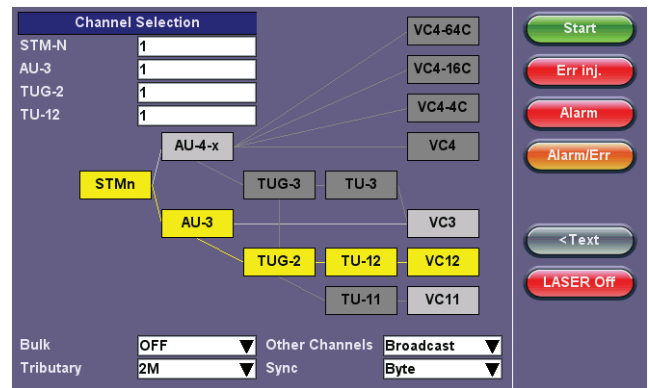 Channel Selection
STM-N 1
AU-3 1
TUG-2 1
TU-12 1
VC4-64C
VC4-16C
VC4-4C
AU-4-x VC4
STMn TUG-3 TU-3
AU-3 VC3
TUG-2 TU-12 VC12
TU-11 VC11
Bulk OFF Other Channels Broadcast
Tributary 2M Sync Byte
Start
Err inj.
Alarm
Alarm/Err
<Text
LASER Off